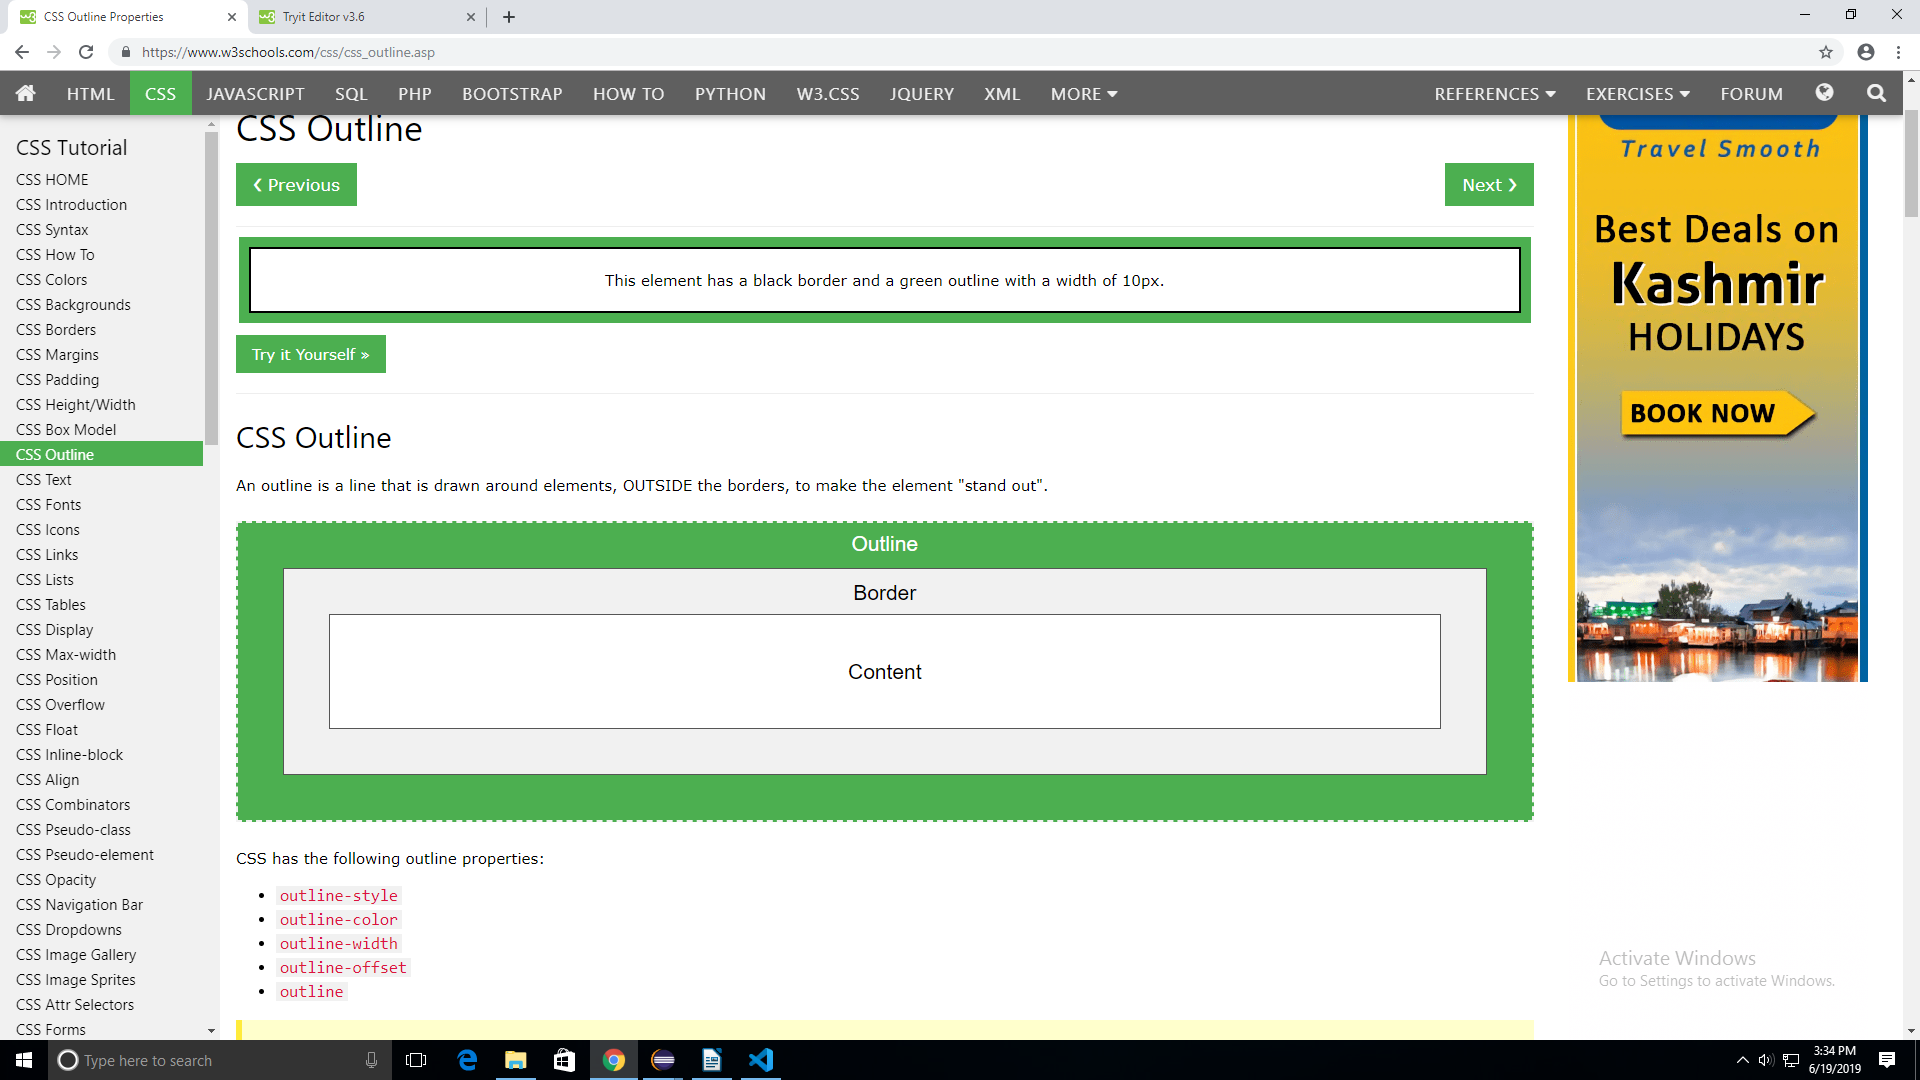 CSS Outline Properties
Tryit Editor v3.6
https://www.w3schools.com/css/css_outline.asp
HTML CSS JAVASCRIPT SQL PHP BOOTSTRAP HOW TO PYTHON W3.CSS JQUERY XML MORE REFERENCES EXERCISES FORUM
CSS Tutorial
CSS HOME
CSS Introduction
CSS Syntax
CSS How To
CSS Colors
CSS Backgrounds
CSS Borders
CSS Margins
CSS Padding
CSS Height/Width
CSS Box Model
CSS Outline
CSS Text
CSS Fonts
CSS Icons
CSS Links
CSS Lists
CSS Tables
CSS Display
CSS Max-width
CSS Position
CSS Overflow
CSS Float
CSS Inline-block
CSS Align
CSS Combinators
CSS Pseudo-class
CSS Pseudo-element
CSS Opacity
CSS Navigation Bar
CSS Dropdowns
CSS Image Gallery
CSS Image Sprites
CSS Attr Selectors
CSS Forms
CSS Outline
❮ Previous
Next ❯
This element has a black border and a green outline with a width of 10px.
Try it Yourself »
CSS Outline
An outline is a line that is drawn around elements, OUTSIDE the borders, to make the element "stand out".
Outline
Border
Content
CSS has the following outline properties:
• outline-style
• outline-color
• outline-width
• outline-offset
• outline
Travel Smooth
Best Deals on
Kashmir
HOLIDAYS
BOOK NOW
Activate Windows
Go to Settings to activate Windows.
Type here to search
3:34 PM
6/19/2019